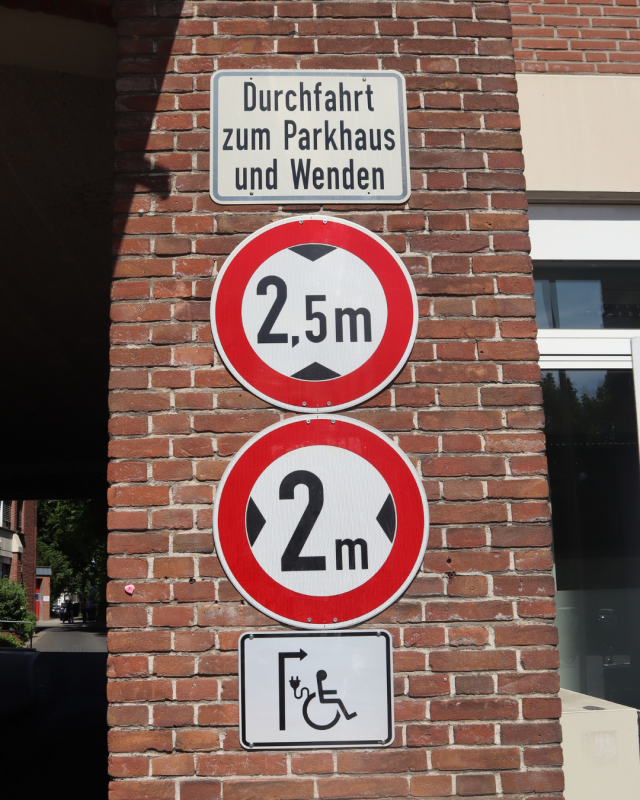 Durchfahrt
zum Parkhaus
und Wenden
2,5m
2m